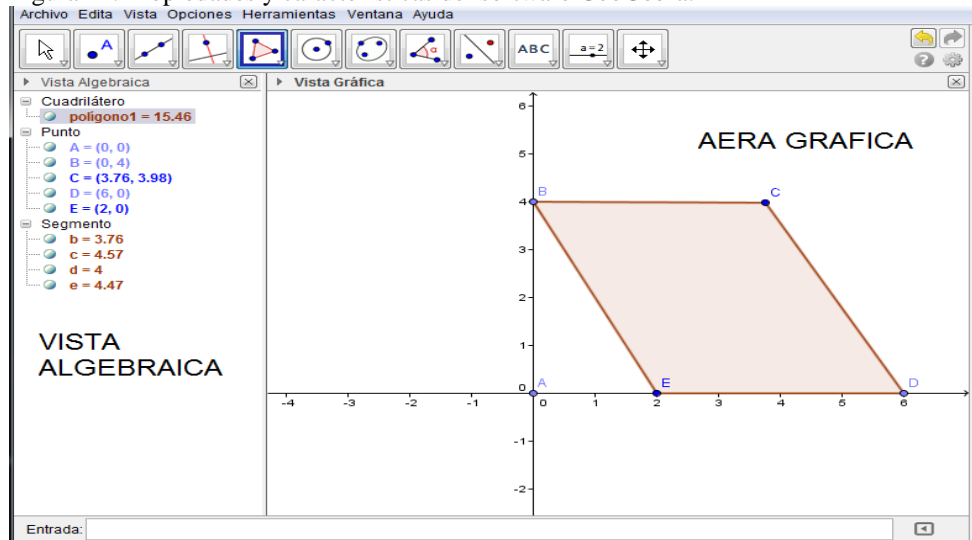 Archivo Edita Vista Opciones Herramientas Ventana Ayuda
A
α
ABC
a=2
Vista Algebraica
Vista Gráfica
Cuadrilátero
polígono1 = 15.46
Punto
A = (0, 0)
B = (0, 4)
C = (3.76, 3.98)
D = (6, 0)
E = (2, 0)
Segmento
b = 3.76
c = 4.57
d = 4
e = 4.47
VISTA
ALGEBRAICA
AERA GRAFICA
6
5
B
C
4
3
2
1
0
A
E
D
-4 -3 -2 -1 0 1 2 3 4 5 6
-1
-2
Entrada: